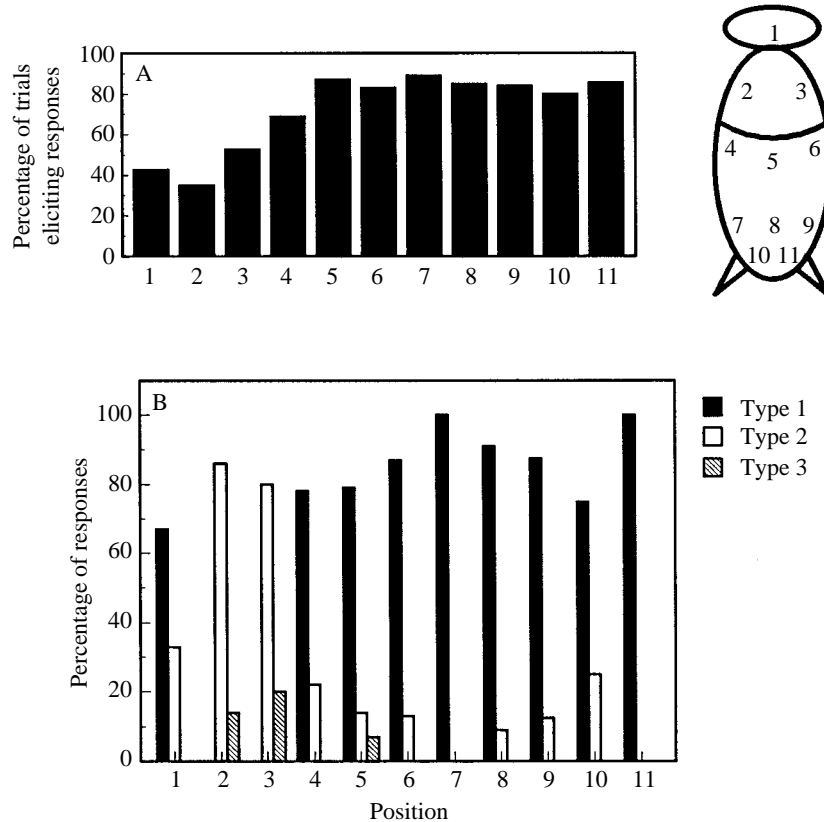 A
Percentage of trials
eliciting responses
100
80
60
40
20
0
1 2 3 4 5 6 7 8 9 10 11
1
2 3
4 5 6
7 8 9
10 11
B
Percentage of responses
100
80
60
40
20
0
1 2 3 4 5 6 7 8 9 10 11
Position
Type 1
Type 2
Type 3